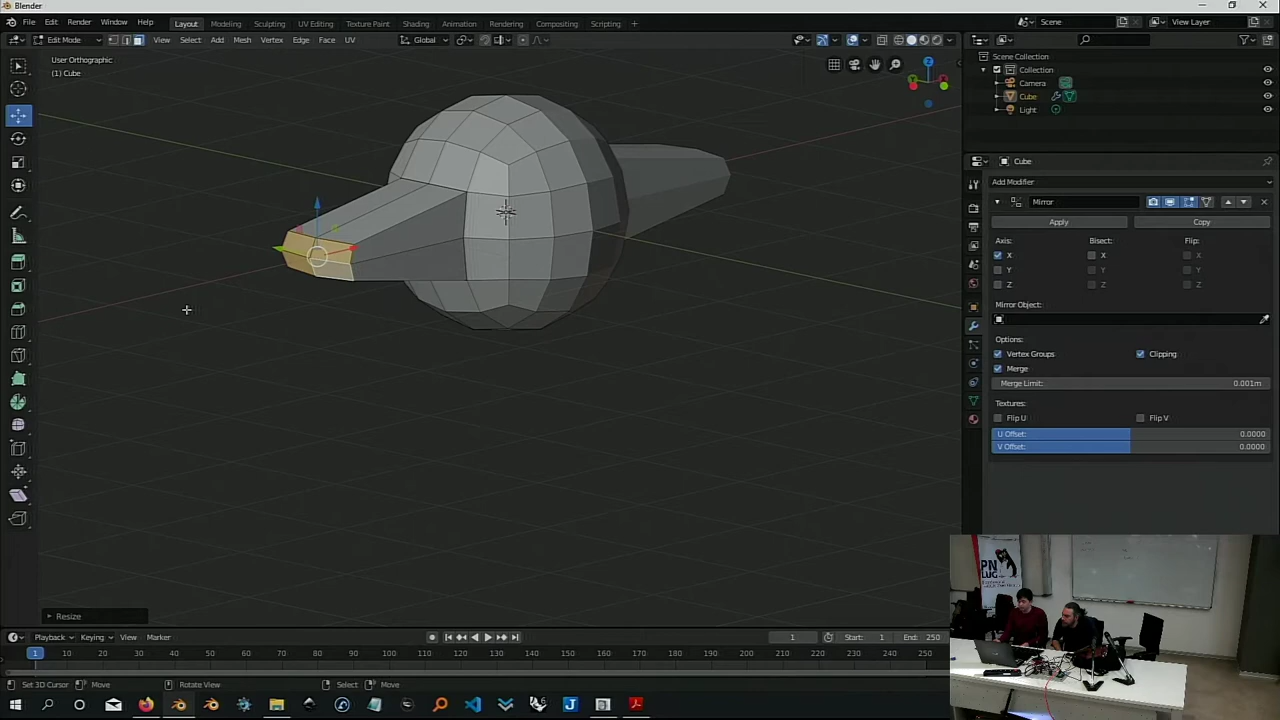 Blender
File Edit Render Window Help Layout Modeling Sculpting UV Editing Texture Paint Shading Animation Rendering Compositing Scripting + Scene View Layer
Edit Mode View Select Add Mesh Vertex Edge Face UV Global
User Orthographic
(1) Cube
Z
Scene Collection
Collection
Camera
Cube
Light
Cube
Add Modifier
Mirror
Apply Copy
Axis: Bisect: Flip:
X X X
Y Y Y
Z Z Z
Mirror Object:
Options:
Vertex Groups Clipping
Merge
Merge Limit: 0.001m
Textures:
Flip U Flip V
U Offset: 0.0000
V Offset: 0.0000
Resize
PN
LUG
Playback Keying View Marker 1 Start: 1 End: 250
1 10 20 30 40 50 60 70 80 90 100 110 120 130 140 150 160 170 180 190 200 210 220 230 240 250
Set 3D Cursor Move Rotate View Select Move